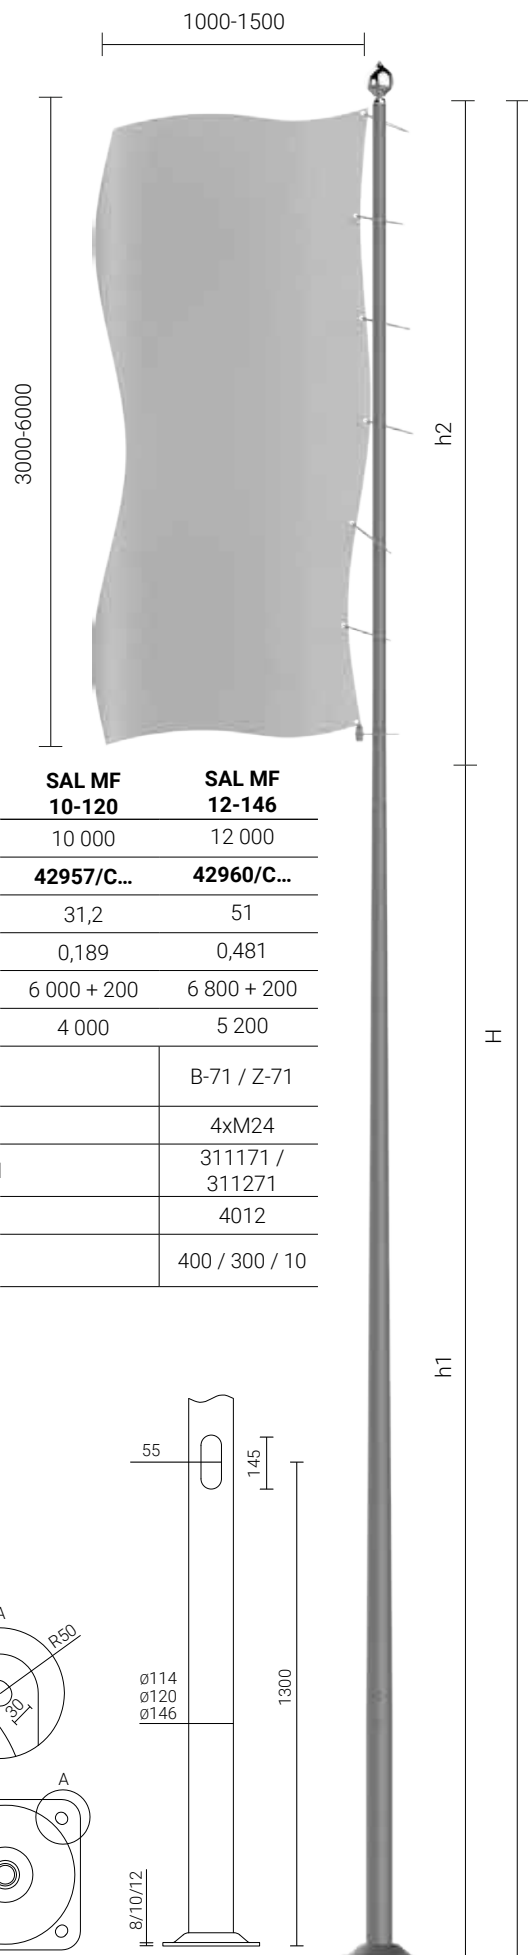 1000-1500
3000-6000
h2
SAL MF
10-120
SAL MF
12-146
10 000
12 000
42957/C...
42960/C...
31,2
51
0,189
0,481
6 000 + 200
6 800 + 200
4 000
5 200
B-71 / Z-71
4xM24
311171 /
311271
4012
400 / 300 / 10
H
h1
55
145
1300
A
R50
30
ø114
ø120
ø146
A
8/10/12